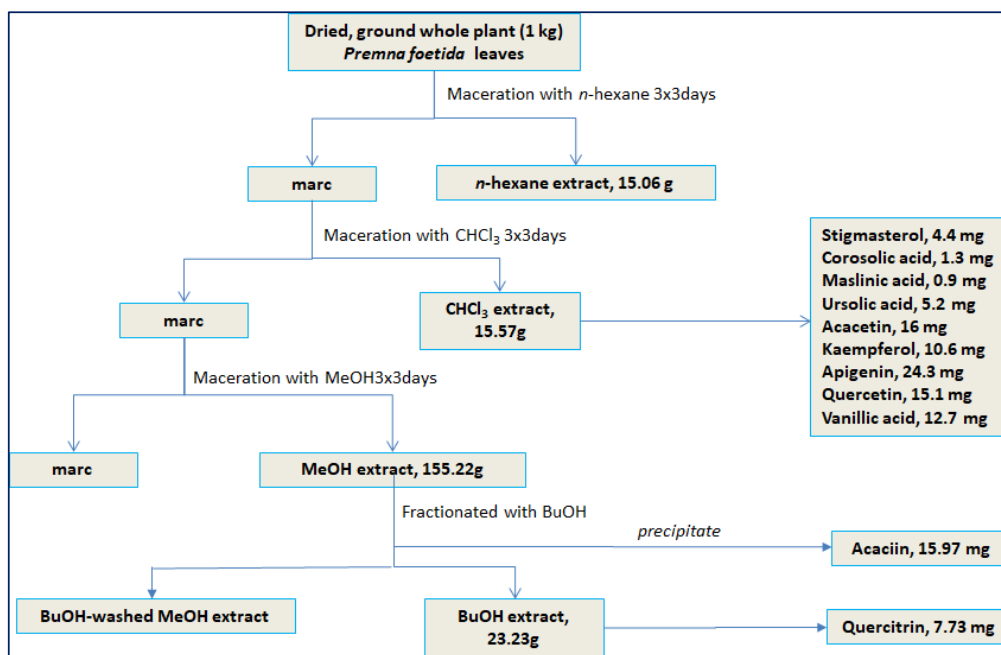 Dried, ground whole plant (1 kg)
Premna foetida leaves
Maceration with n-hexane 3x3days
marc
n-hexane extract, 15.06 g
Maceration with CHCl₃ 3x3days
marc
CHCl₃ extract,
15.57g
Stigmasterol, 4.4 mg
Corosolic acid, 1.3 mg
Maslinic acid, 0.9 mg
Ursolic acid, 5.2 mg
Acacetin, 16 mg
Kaempferol, 10.6 mg
Apigenin, 24.3 mg
Quercetin, 15.1 mg
Vanillic acid, 12.7 mg
Maceration with MeOH3x3days
marc
MeOH extract, 155.22g
Fractionated with BuOH
precipitate
Acaciin, 15.97 mg
BuOH-washed MeOH extract
BuOH extract,
23.23g
Quercitrin, 7.73 mg